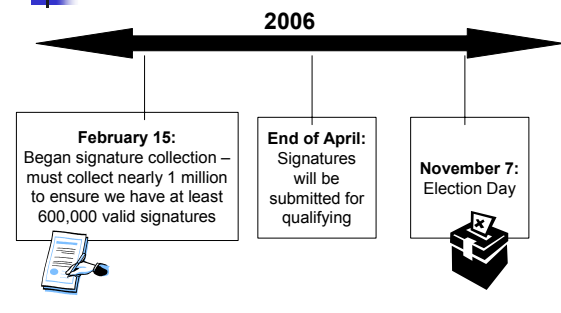 2006
February 15:
Began signature collection –
must collect nearly 1 million
to ensure we have at least
600,000 valid signatures
End of April:
Signatures
will be
submitted for
qualifying
November 7:
Election Day